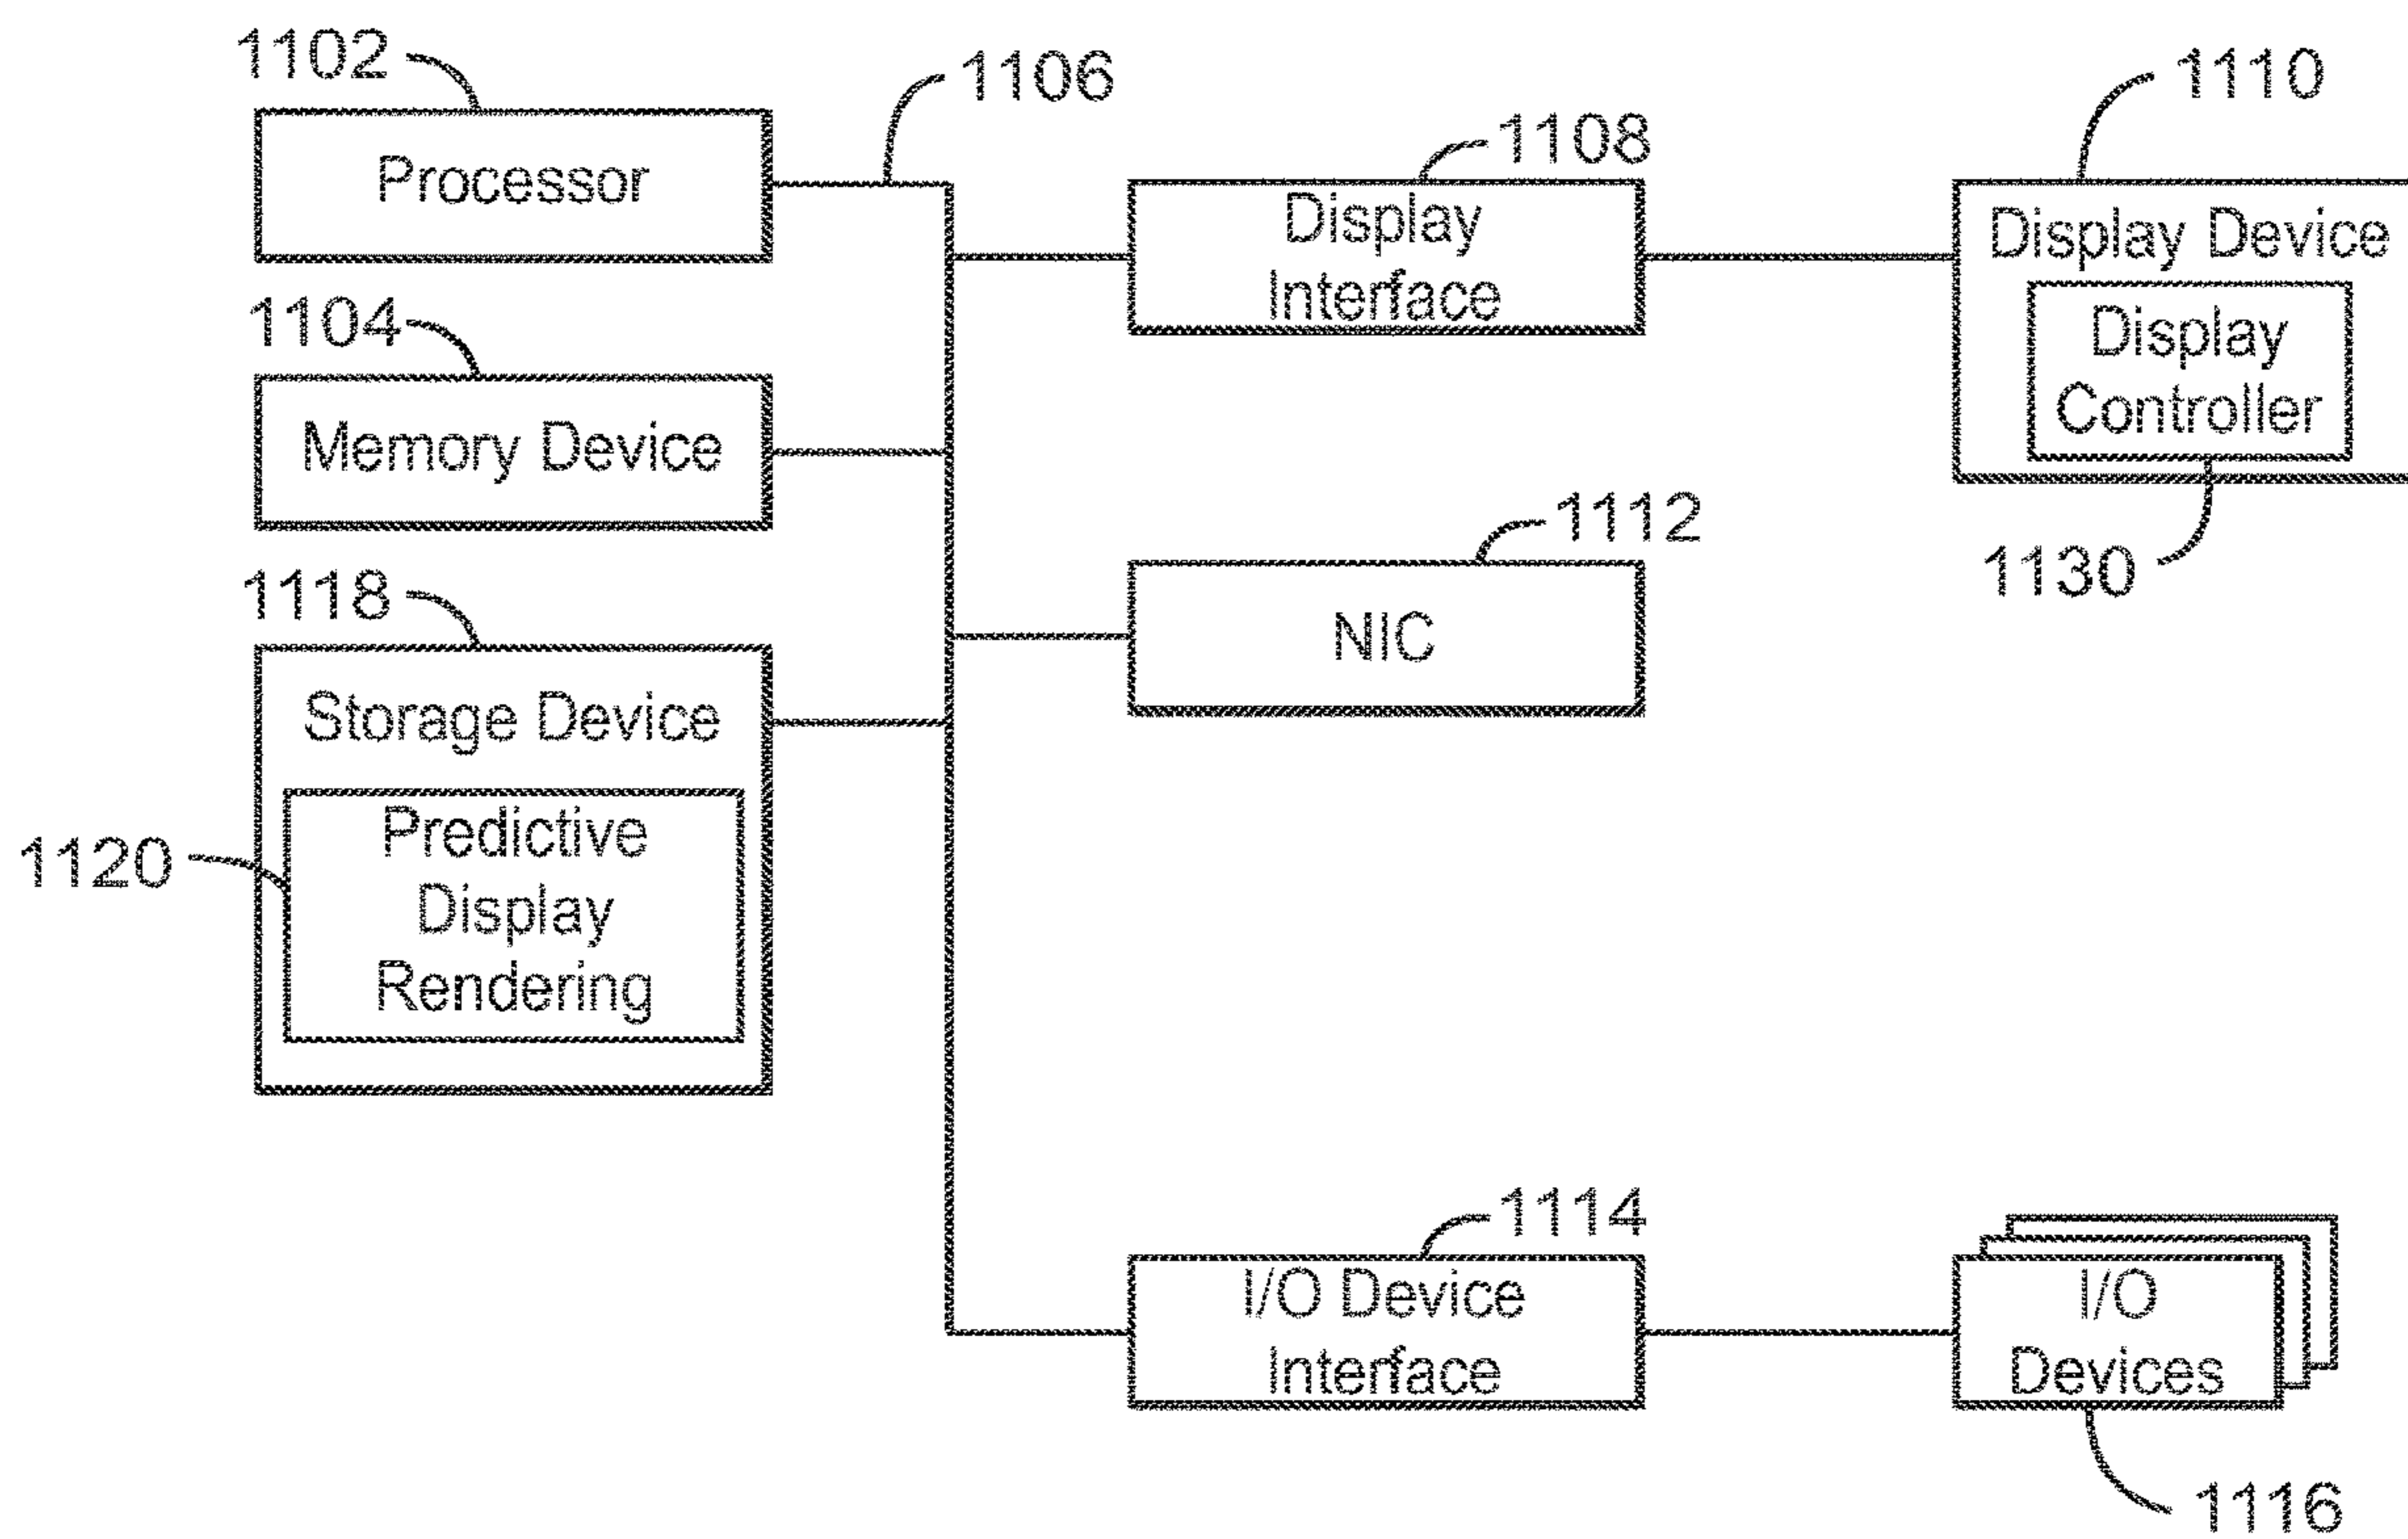 1102
1106
1110
1108
Processor
Display
Interface
Display Device
Display
Controller
1104
Memory Device
1112
1130
1118
NIC
Storage Device
1120
Predictive
Display
Rendering
1114
I/O Device
Interface
I/O
Devices
1116